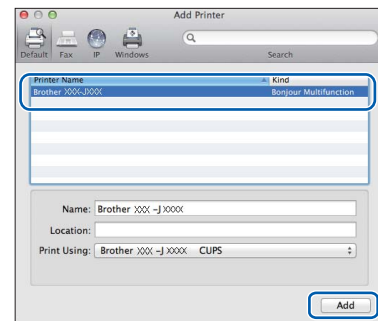 Add Printer
Default Fax IP Windows Search
Printer Name Kind
Brother XXX-JXXX Bonjour Multifunction
Name: Brother XXX -J XXXX
Location:
Print Using: Brother XXX -J XXXX CUPS
Add